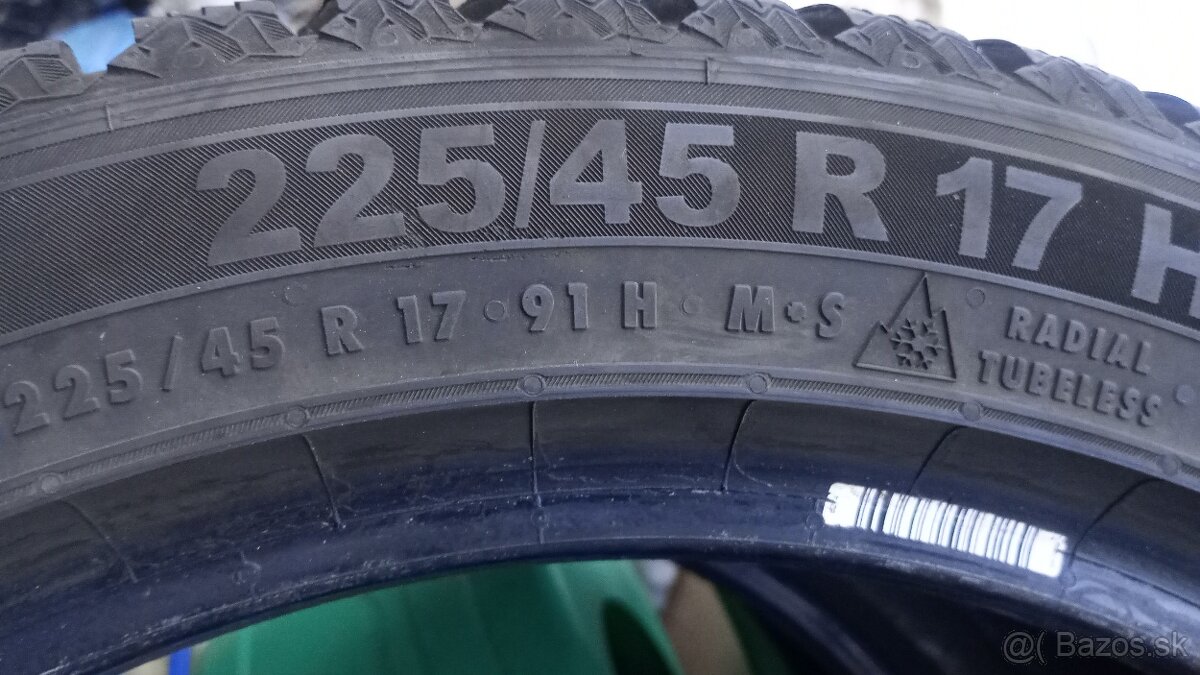 225/45 R 17 H
225/45 R 17 • 91 H • M•S
RADIAL
TUBELESS
@( Bazos.sk